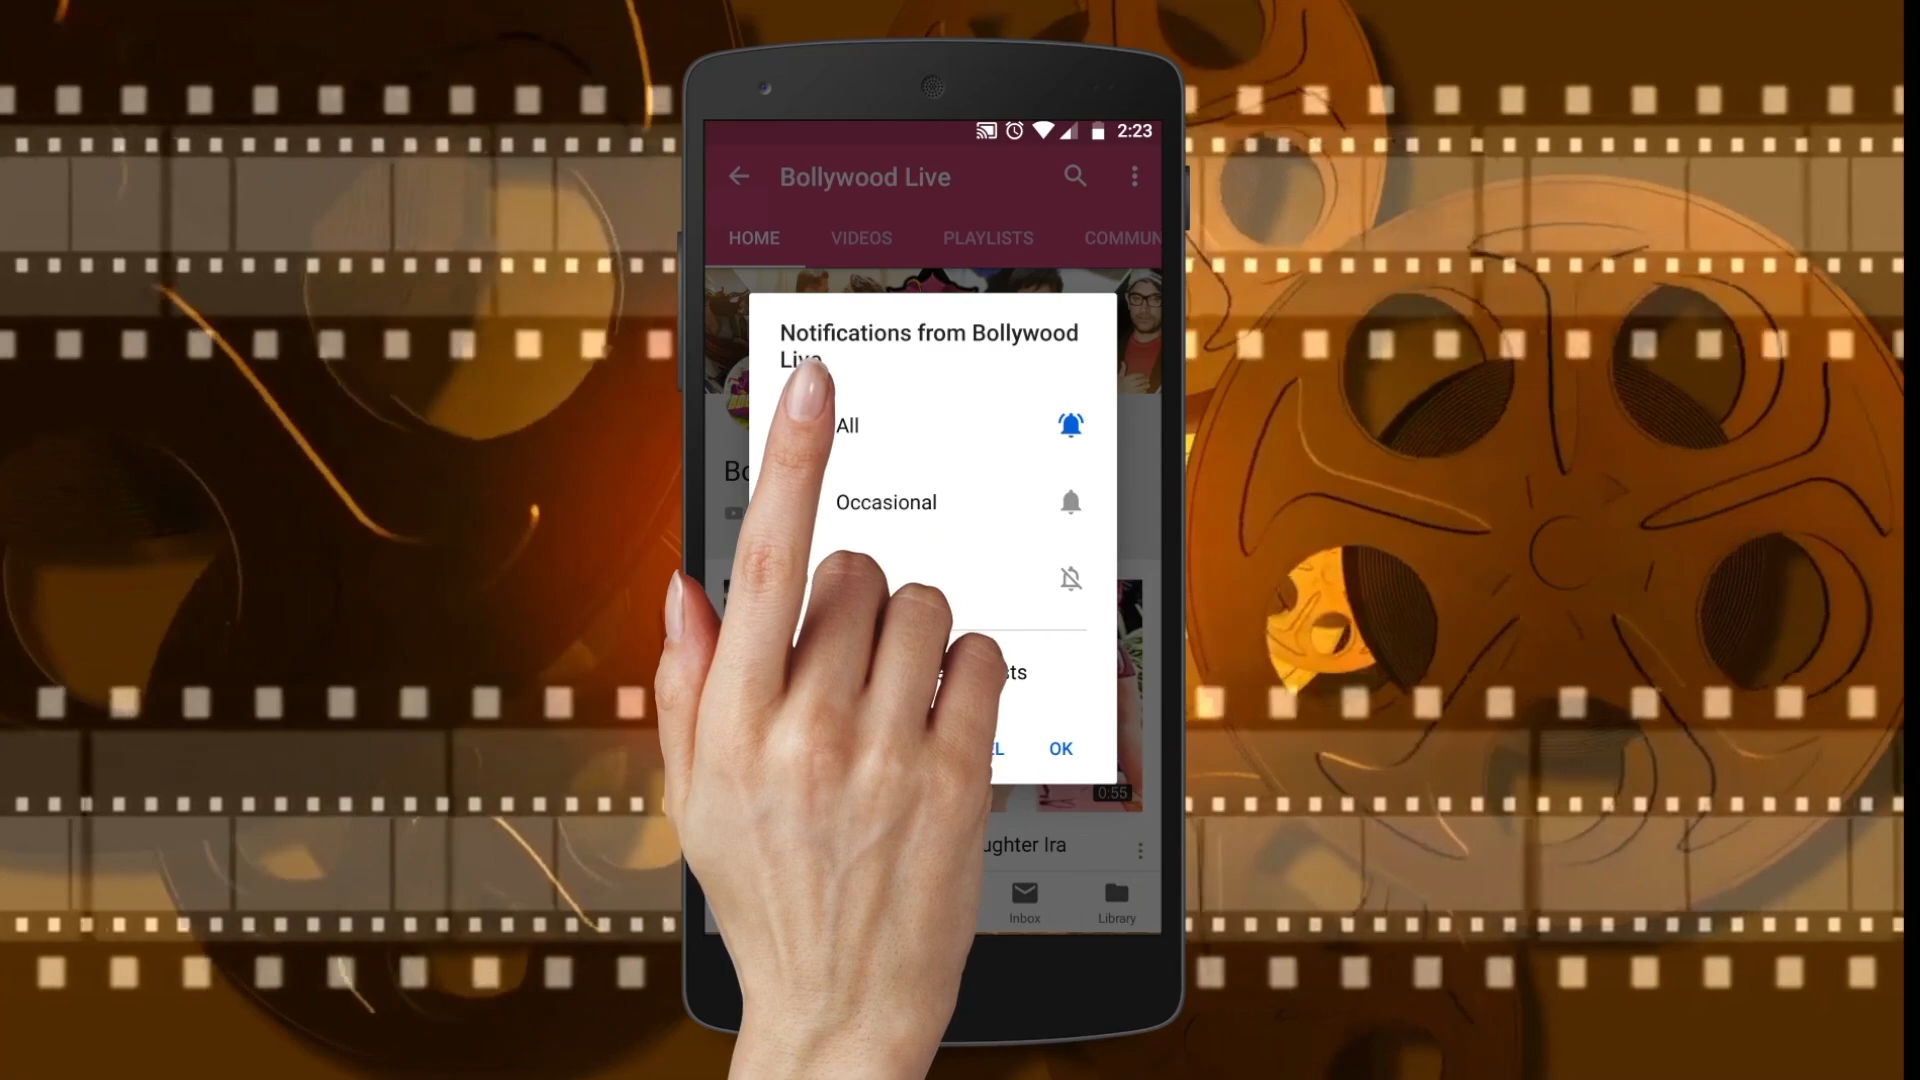 2:23
Bollywood Live
HOME VIDEOS PLAYLISTS COMMUN
Notifications from Bollywood
Live
All
Occasional
OK
0:55
ughter Ira
Inbox Library